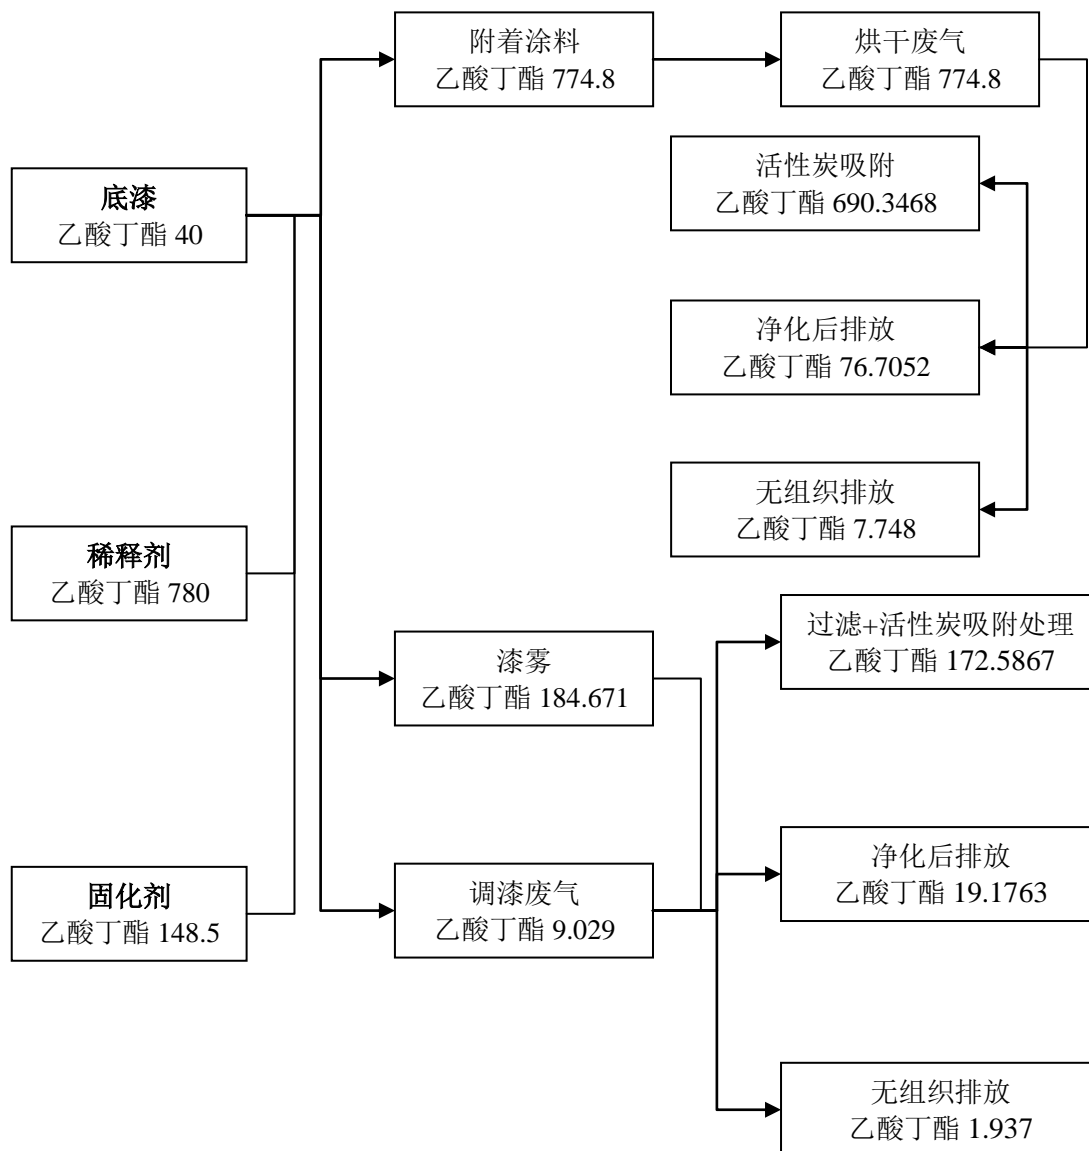 附着涂料
乙酸丁酯 774.8
烘干废气
乙酸丁酯 774.8
活性炭吸附
乙酸丁酯 690.3468
底漆
乙酸丁酯 40
净化后排放
乙酸丁酯 76.7052
无组织排放
乙酸丁酯 7.748
稀释剂
乙酸丁酯 780
过滤+活性炭吸附处理
乙酸丁酯 172.5867
漆雾
乙酸丁酯 184.671
净化后排放
乙酸丁酯 19.1763
固化剂
乙酸丁酯 148.5
调漆废气
乙酸丁酯 9.029
无组织排放
乙酸丁酯 1.937